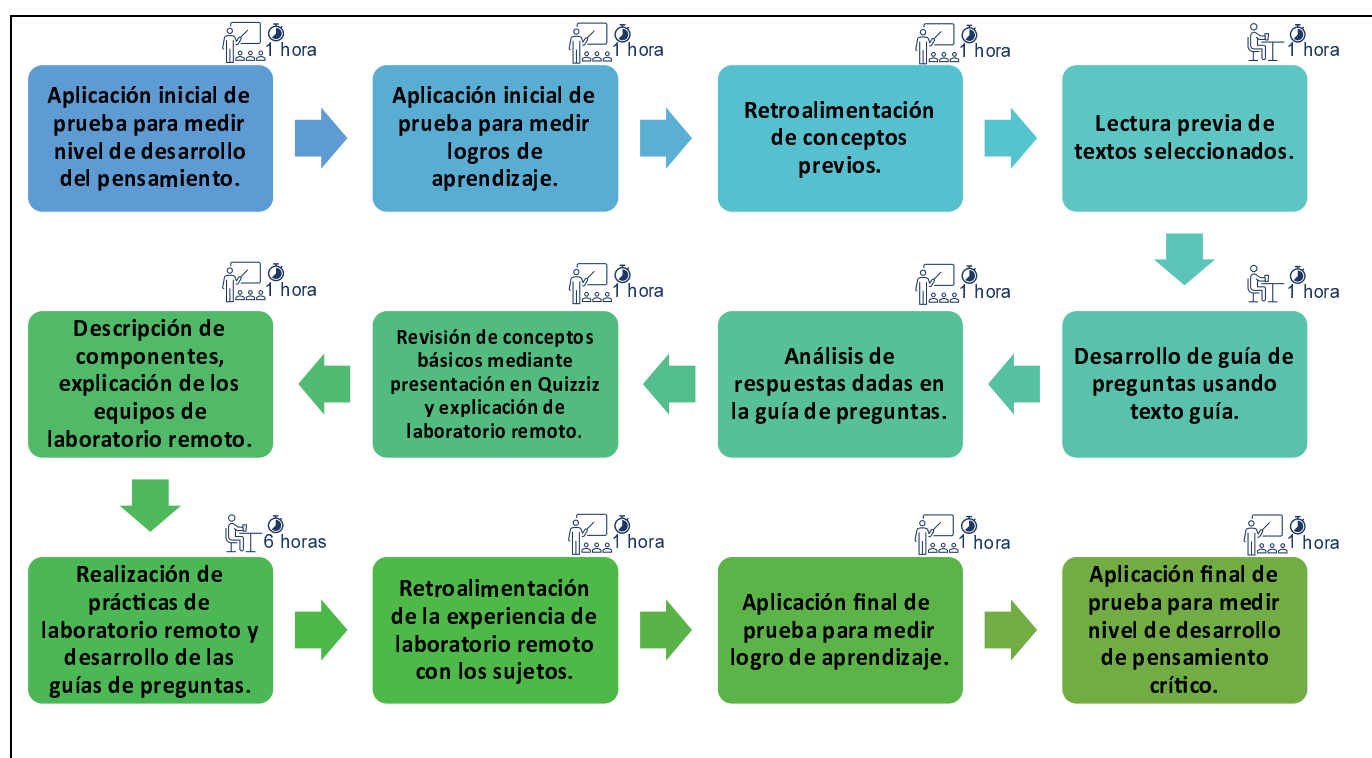 1 hora
Aplicación inicial de
prueba para medir
nivel de desarrollo
del pensamiento.
1 hora
Aplicación inicial de
prueba para medir
logros de
aprendizaje.
1 hora
Retroalimentación
de conceptos
previos.
1 hora
Lectura previa de
textos seleccionados.
1 hora
Desarrollo de guía de
preguntas usando
texto guía.
1 hora
Análisis de
respuestas dadas en
la guía de preguntas.
1 hora
Revisión de conceptos
básicos mediante
presentación en Quizziz
y explicación de
laboratorio remoto.
1 hora
Descripción de
componentes,
explicación de los
equipos de
laboratorio remoto.
6 horas
Realización de
prácticas de
laboratorio remoto y
desarrollo de las
guías de preguntas.
1 hora
Retroalimentación
de la experiencia de
laboratorio remoto
con los sujetos.
1 hora
Aplicación final de
prueba para medir
logro de aprendizaje.
1 hora
Aplicación final de
prueba para medir
nivel de desarrollo
de pensamiento
crítico.